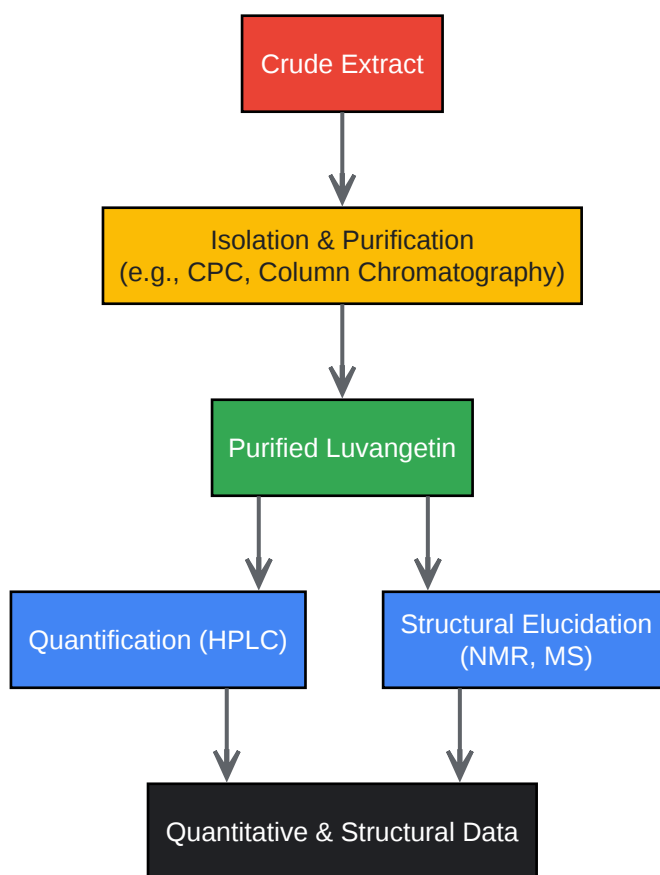 Crude Extract
Isolation & Purification
(e.g., CPC, Column Chromatography)
Purified Luvangetin
Quantification (HPLC)
Structural Elucidation
(NMR, MS)
Quantitative & Structural Data